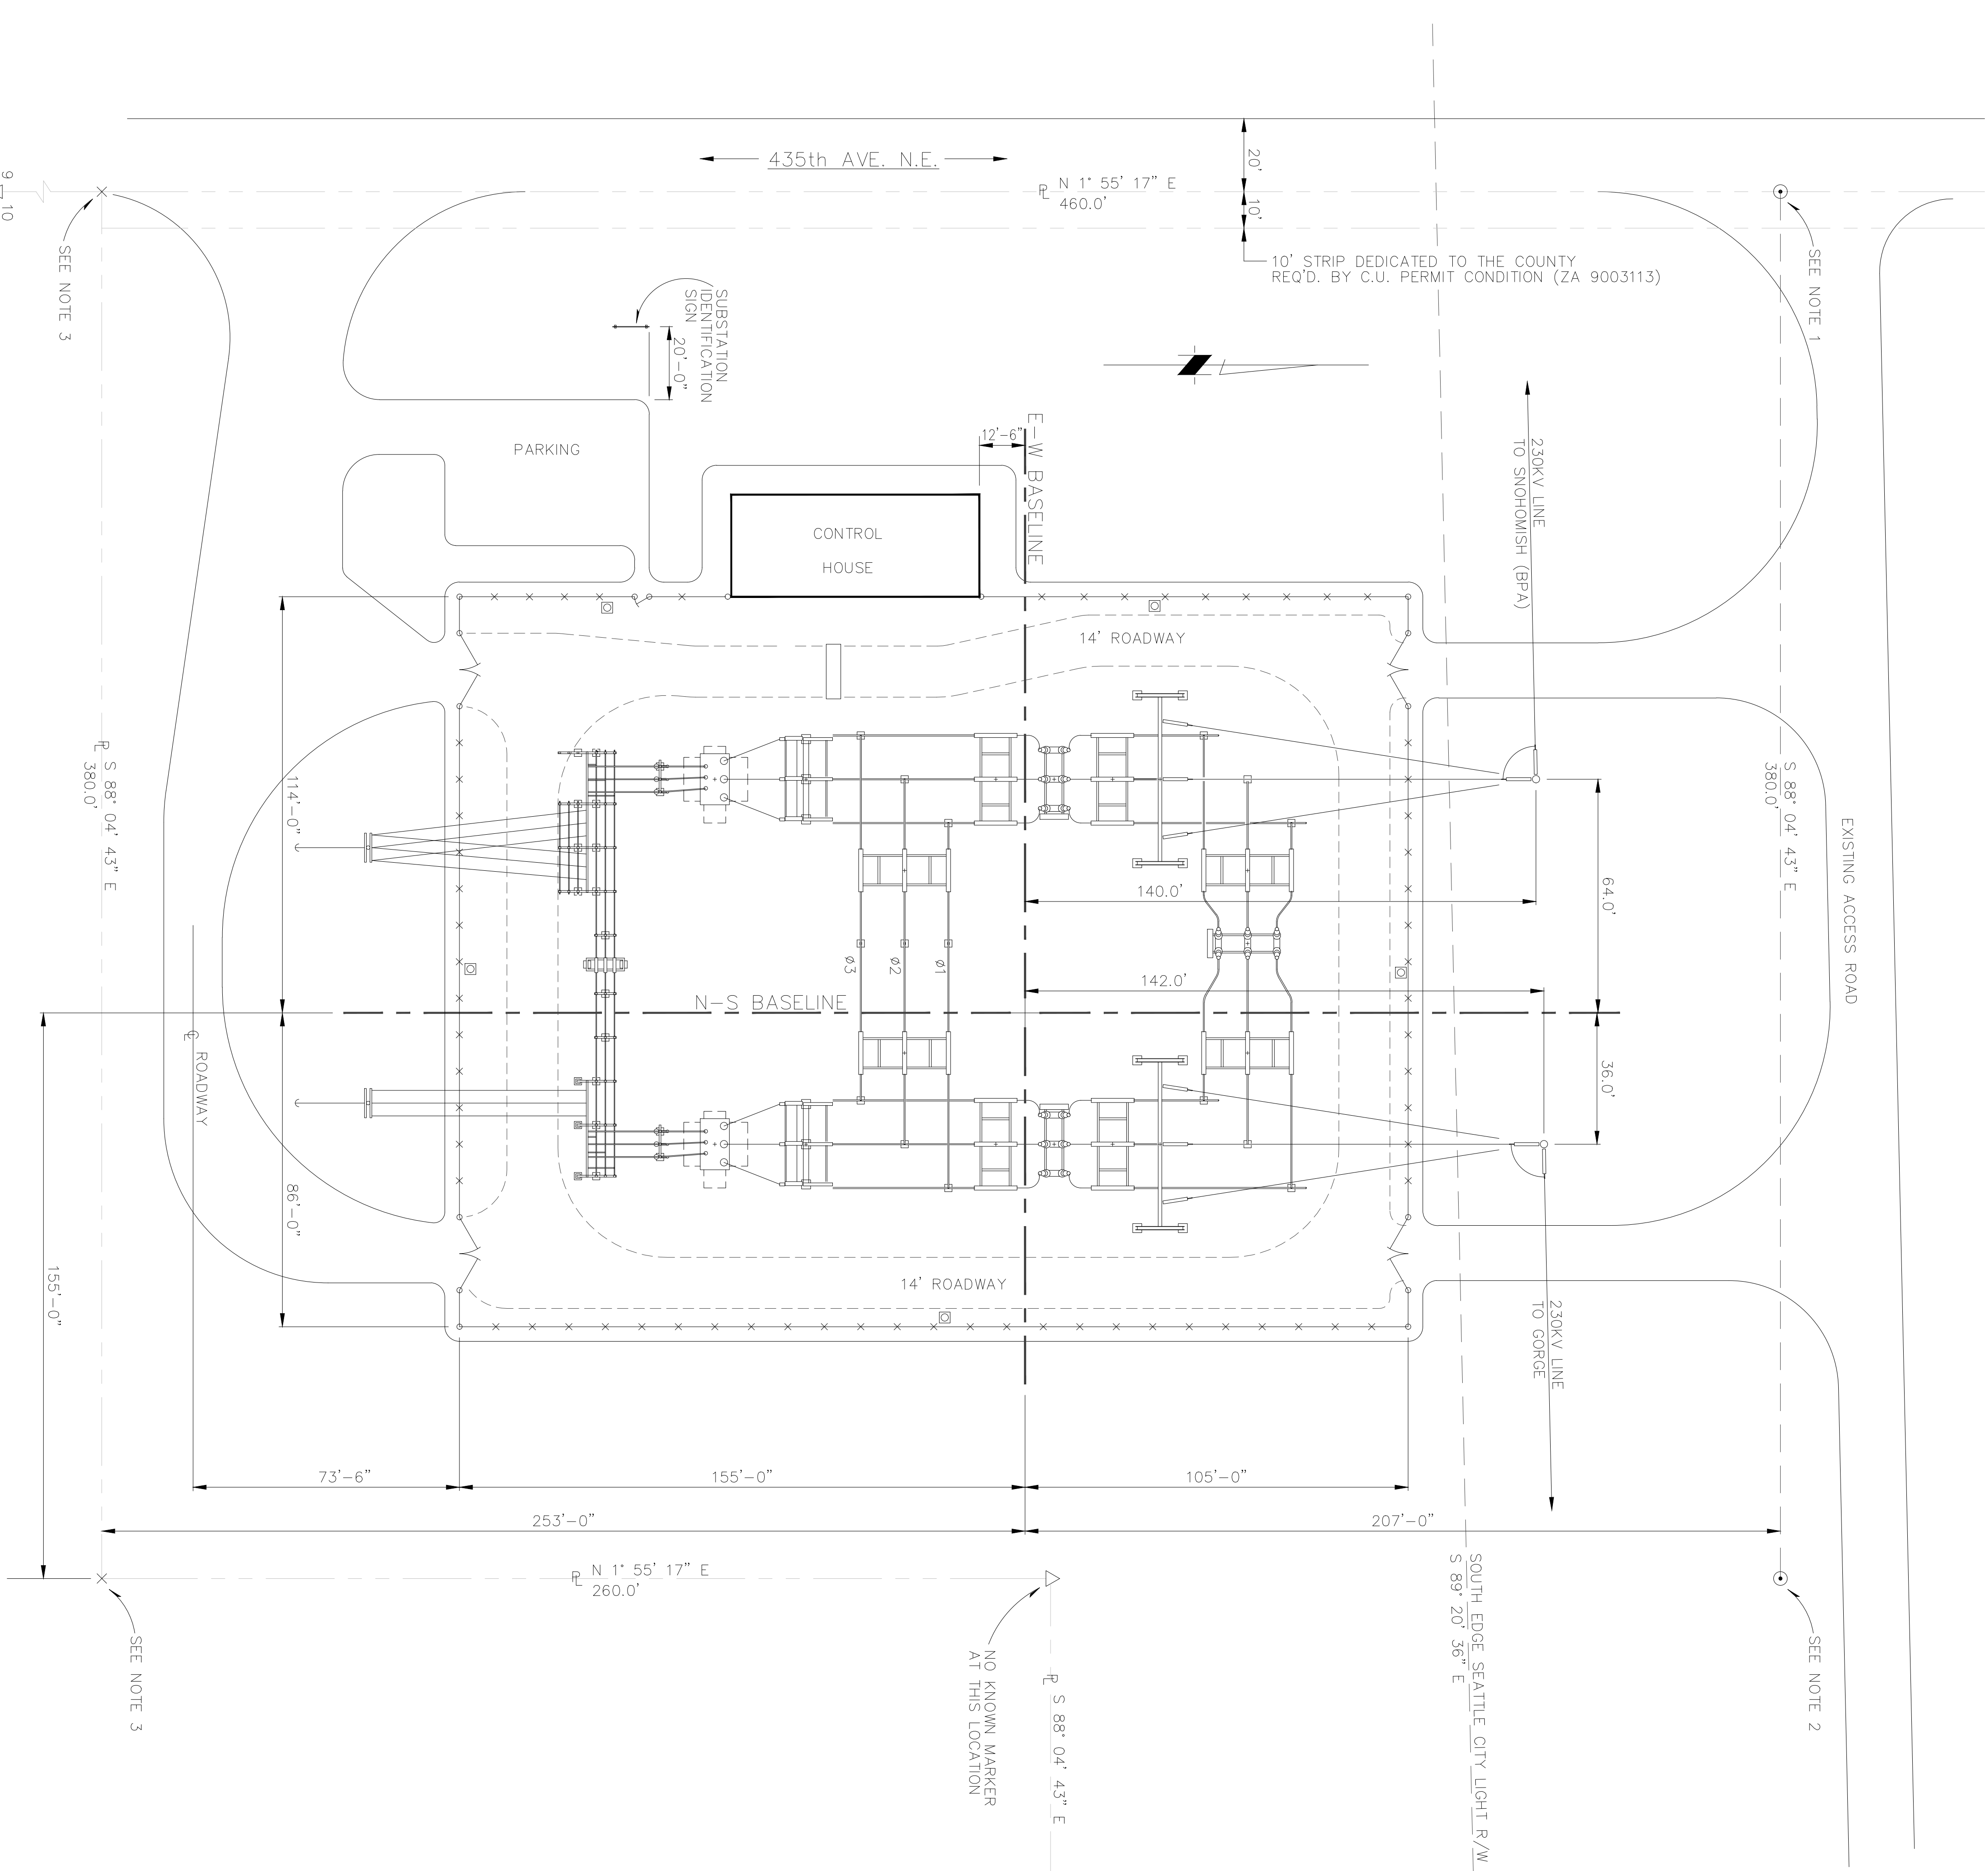 435th AVE. N.E.
20'
10'
N 1° 55' 17" E
460.0'
10' STRIP DEDICATED TO THE COUNTY
REQ'D. BY C.U. PERMIT CONDITION (ZA 9003113)
9
10
SEE NOTE 3
SEE NOTE 1
SUBSTATION
IDENTIFICATION
SIGN
20'-0"
PARKING
12'-6"
E-W BASELINE
230KV LINE
TO SNOHOMISH (BPA)
CONTROL
HOUSE
14' ROADWAY
PL S 88° 04' 43" E
380.0'
S 88° 04' 43" E
380.0'
EXISTING ACCESS ROAD
114'-0"
64.0'
140.0'
Ø3
Ø2
Ø1
142.0'
N-S BASELINE
36.0'
CL ROADWAY
86'-0"
155'-0"
14' ROADWAY
230KV LINE
TO GORGE
73'-6"
155'-0"
105'-0"
253'-0"
207'-0"
PL N 1° 55' 17" E
260.0'
SOUTH EDGE SEATTLE CITY LIGHT R/W
S 89° 20' 36" E
SEE NOTE 3
NO KNOWN MARKER
AT THIS LOCATION
PL S 88° 04' 43" E
SEE NOTE 2